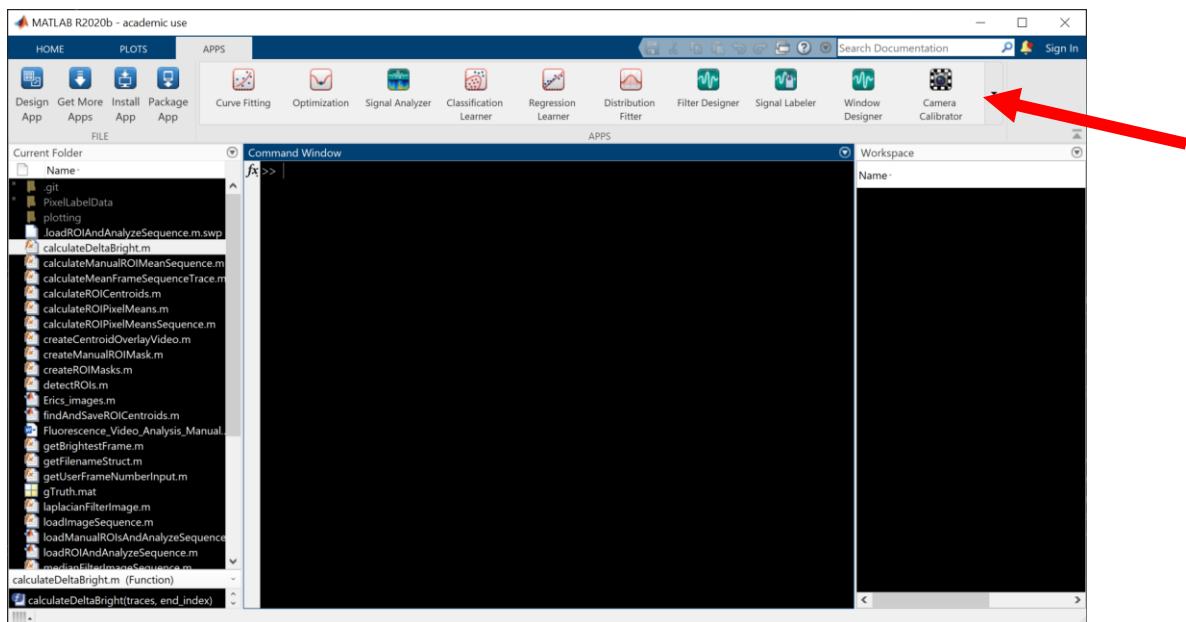 MATLAB R2020b - academic use
HOME PLOTS APPS
Search Documentation
Sign In
Design App
Get More Apps
Install App
Package App
Curve Fitting
Optimization
Signal Analyzer
Classification Learner
Regression Learner
Distribution Fitter
Filter Designer
Signal Labeler
Window Designer
Camera Calibrator
FILE
APPS
Current Folder
Name
.git
PixelLabelData
plotting
.loadROIAndAnalyzeSequence.m.swp
calculateDeltaBright.m
calculateManualROIMeanSequence.m
calculateMeanFrameSequenceTrace.m
calculateROICentroids.m
calculateROIPixelMeans.m
calculateROIPixelMeansSequence.m
createCentroidOverlayVideo.m
createManualROIMask.m
createROIMasks.m
detectROIs.m
Erics_images.m
findAndSaveROICentroids.m
Fluorescence_Video_Analysis_Manual.
getBrightestFrame.m
getFilenameStruct.m
getUserFrameNumberInput.m
gTruth.mat
laplacianFilterImage.m
loadImageSequence.m
loadManualROIsAndAnalyzeSequence
loadROIAndAnalyzeSequence.m
medianFilterImageSequence.m
calculateDeltaBright.m (Function)
calculateDeltaBright(traces, end_index)
Command Window
fx >>
Workspace
Name